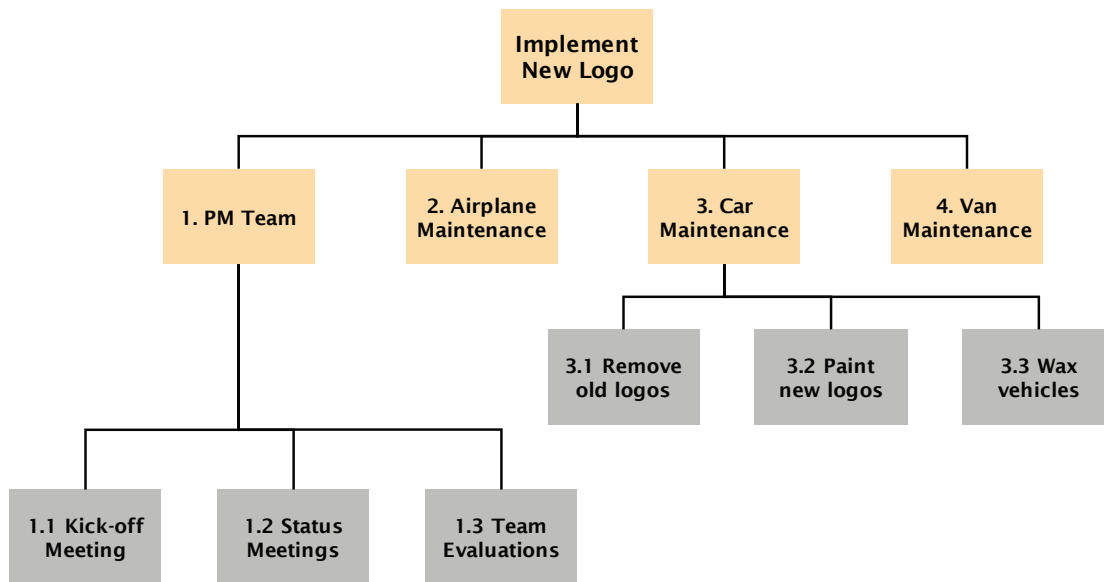 Implement
New Logo
1. PM Team
2. Airplane
Maintenance
3. Car
Maintenance
4. Van
Maintenance
3.1 Remove
old logos
3.2 Paint
new logos
3.3 Wax
vehicles
1.1 Kick-off
Meeting
1.2 Status
Meetings
1.3 Team
Evaluations